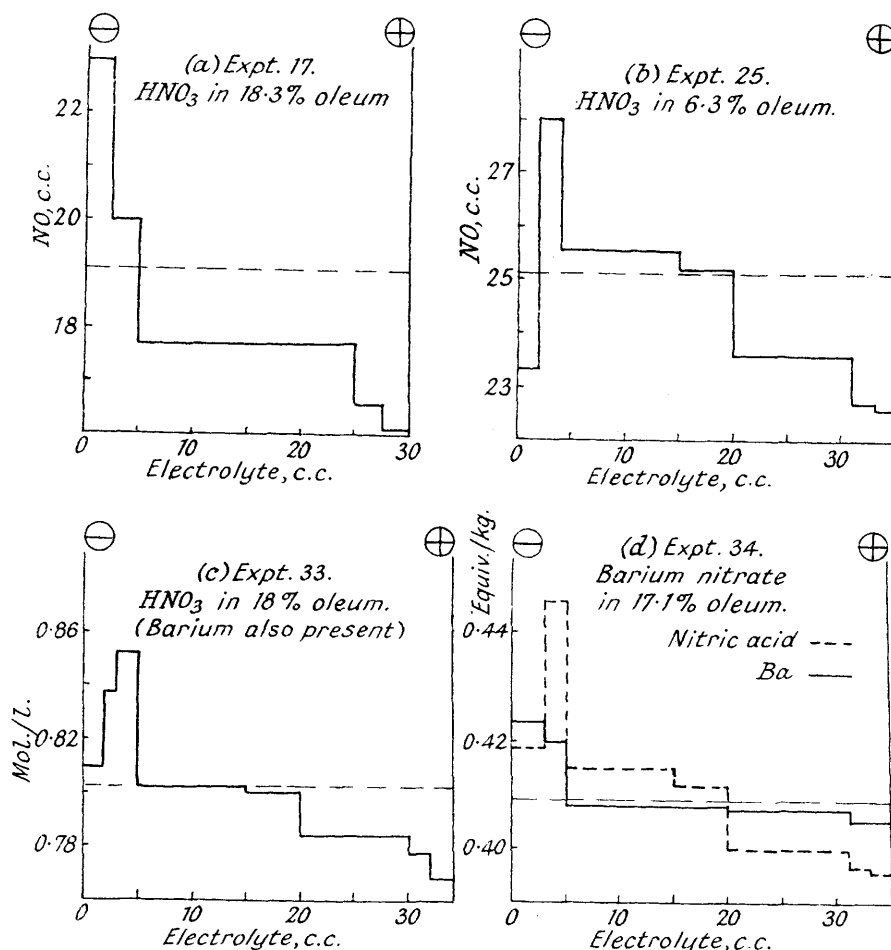 ⊖ ⊕
(a) Expt. 17.
HNO₃ in 18·3% oleum
NO, c.c.
22
20
18
0 10 20 30
Electrolyte, c.c.
⊖ ⊕
(b) Expt. 25.
HNO₃ in 6·3% oleum.
NO, c.c.
27
25
23
0 10 20 30
Electrolyte, c.c.
⊖ ⊕
(c) Expt. 33.
HNO₃ in 18% oleum.
(Barium also present)
Mol./l.
0·86
0·82
0·78
0 10 20 30
Electrolyte, c.c.
⊖ ⊕
(d) Expt. 34.
Barium nitrate
in 17·1% oleum.
Nitric acid ----
Ba —
Equiv./kg.
0·44
0·42
0·40
0 10 20 30
Electrolyte, c.c.